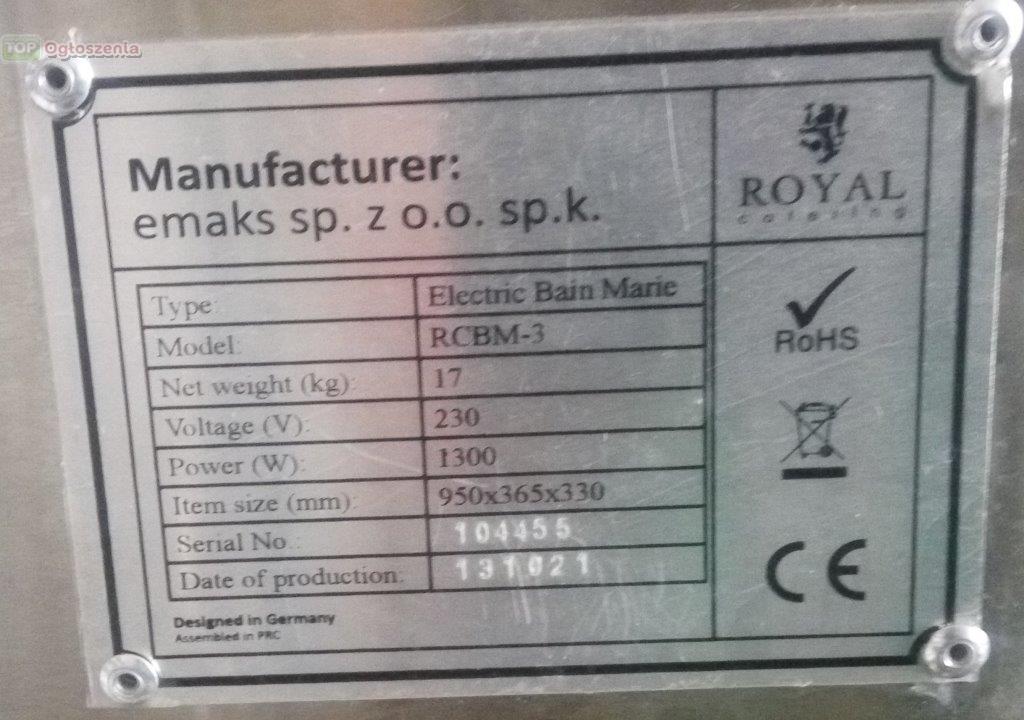 TOP Ogłoszenia
Manufacturer:
emaks sp. z o.o. sp.k.
ROYAL
catering
Type: Electric Bain Marie
Model: RCBM-3
Net weight (kg): 17
Voltage (V): 230
Power (W): 1300
Item size (mm): 950x365x330
Serial No.: 104455
Date of production: 131021
RoHS
CE
Designed in Germany
Assembled in PRC